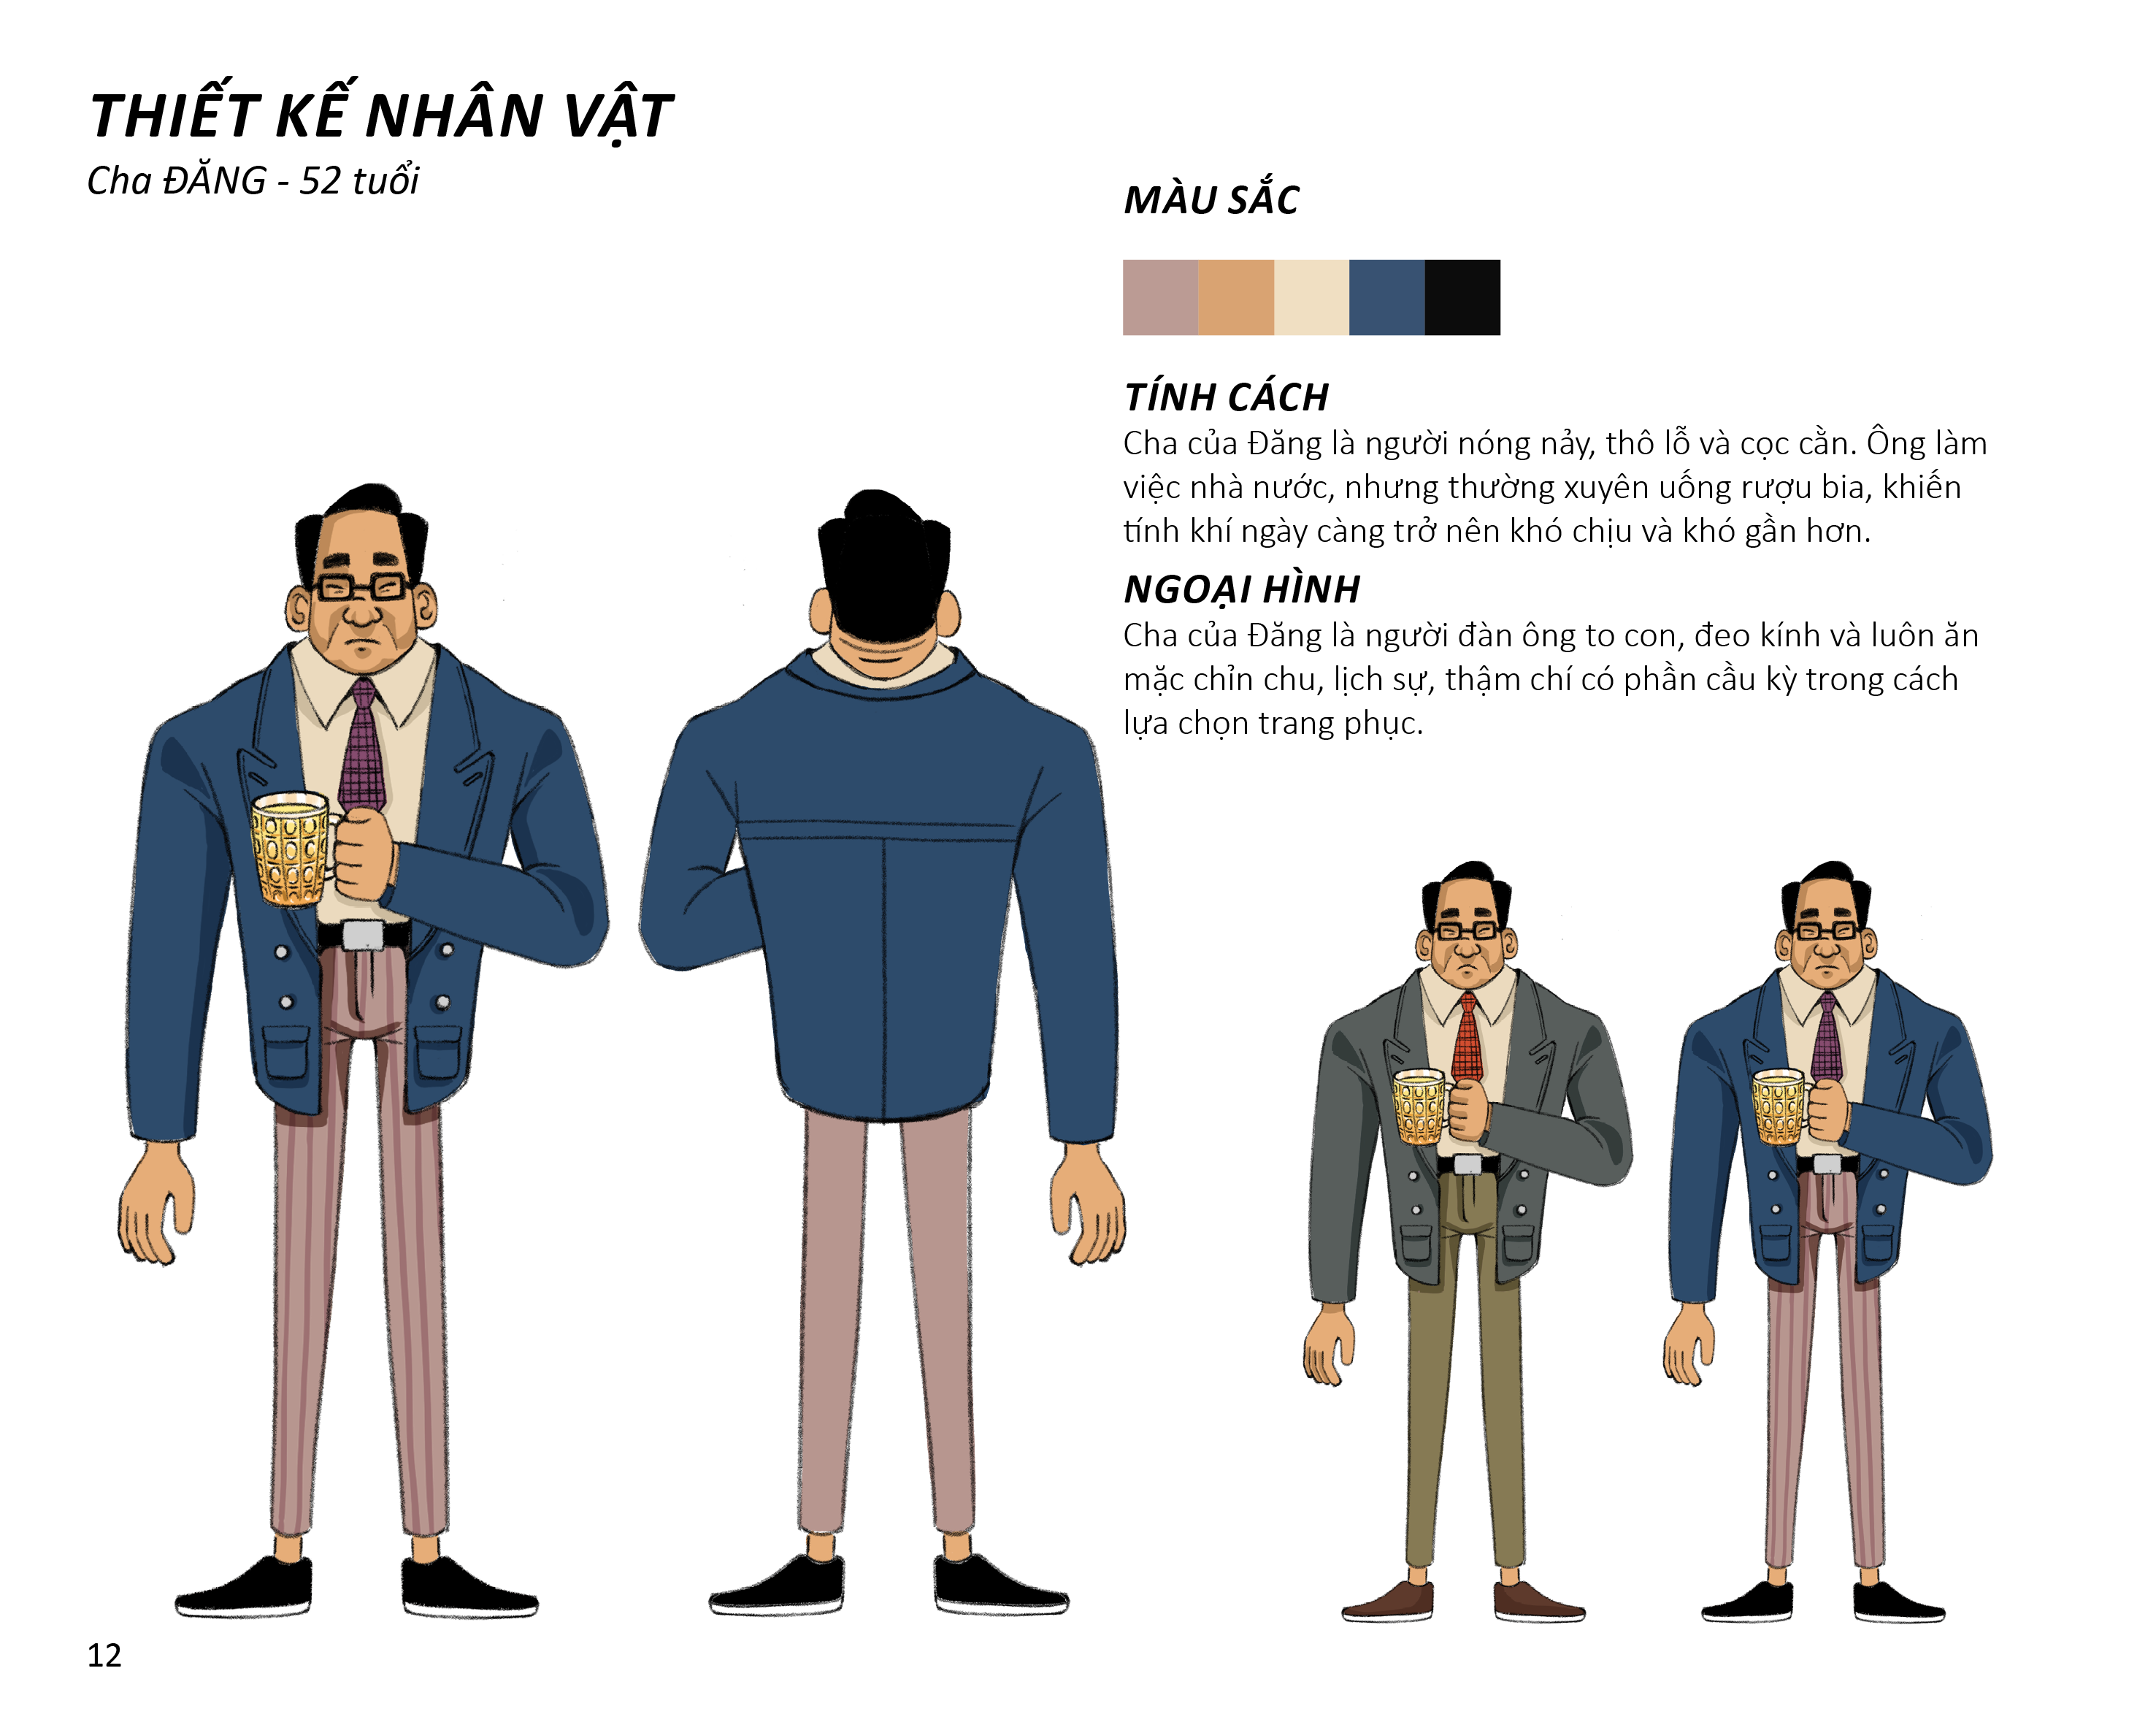 THIẾT KẾ NHÂN VẬT
Cha ĐĂNG - 52 tuổi
MÀU SẮC
TÍNH CÁCH
Cha của Đăng là người nóng nảy, thô lỗ và cọc cằn. Ông làm
việc nhà nước, nhưng thường xuyên uống rượu bia, khiến
tính khí ngày càng trở nên khó chịu và khó gần hơn.
NGOẠI HÌNH
Cha của Đăng là người đàn ông to con, đeo kính và luôn ăn
mặc chỉn chu, lịch sự, thậm chí có phần cầu kỳ trong cách
lựa chọn trang phục.
12